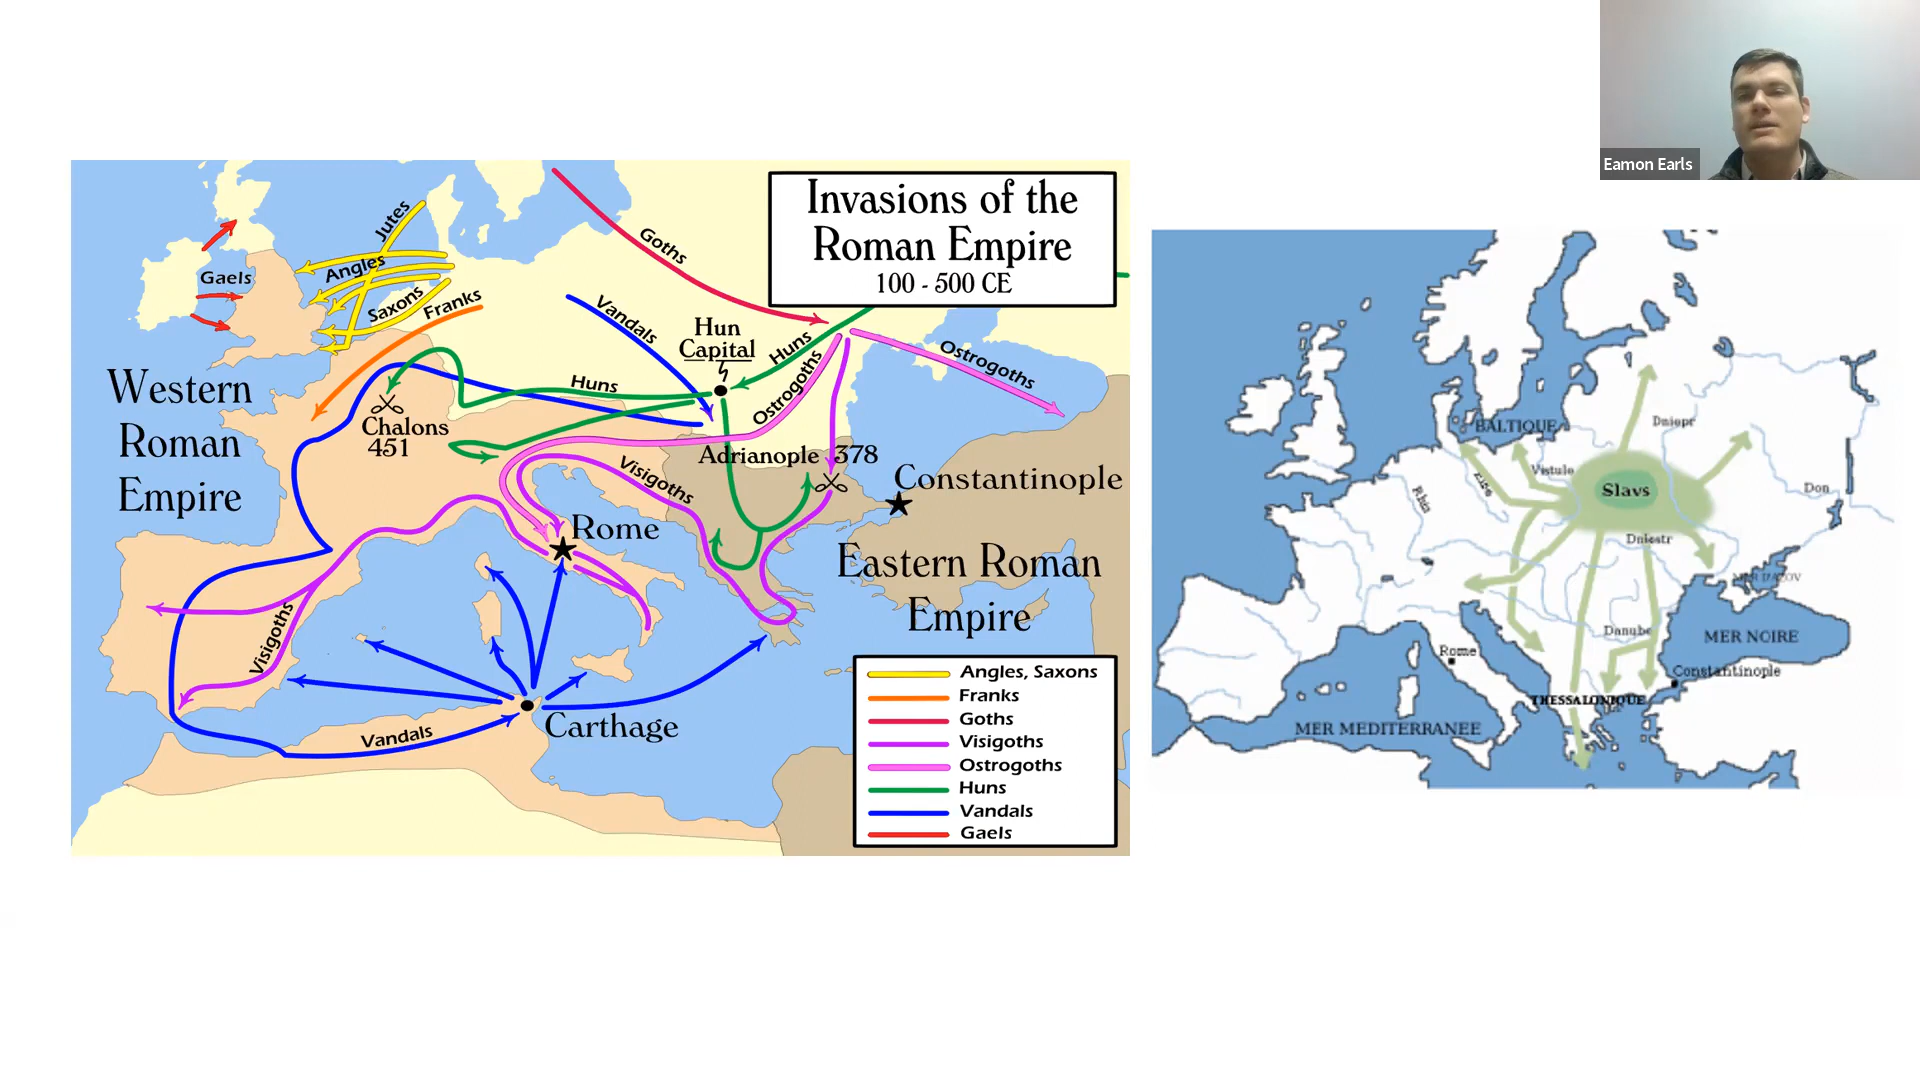 Eamon Earls
Invasions of the
Roman Empire
100 - 500 CE
Jutes
Angles
Saxons
Franks
Gaels
Goths
Vandals
Hun
Capital
Huns
Ostrogoths
Ostrogoths
Huns
Western
Roman
Empire
Chalons
451
Adrianople 378
Constantinople
Visigoths
Rome
Eastern Roman
Empire
Visigoths
Carthage
Vandals
Angles, Saxons
Franks
Goths
Visigoths
Ostrogoths
Huns
Vandals
Gaels
BALTIQUE
Dniepr
Vistule
Slavs
Don
Dniestr
MER D'AZOV
Danube
MER NOIRE
Rome
Constantinople
THESSALONIQUE
MER MEDITERRANEE